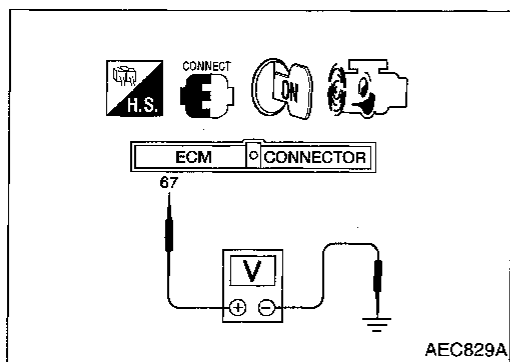 H.S.
CONNECT
ON
ECM CONNECTOR
67
V
+ −
AEC829A